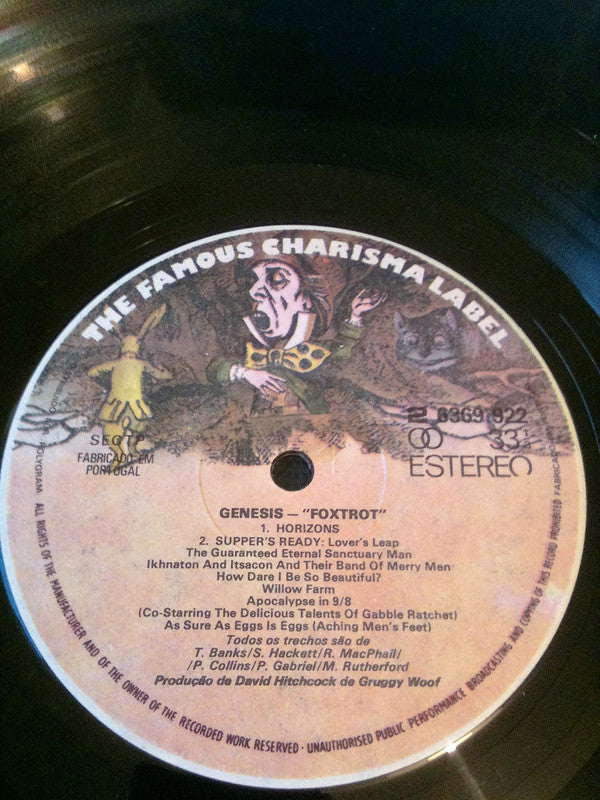 THE FAMOUS CHARISMA LABEL
SECTP
FABRICADO EM
PORTUGAL
2 6369 922
33
ESTEREO
GENESIS – "FOXTROT"
1. HORIZONS
2. SUPPER'S READY: Lover's Leap
The Guaranteed Eternal Sanctuary Man
Ikhnaton And Itsacon And Their Band Of Merry Men
How Dare I Be So Beautiful?
Willow Farm
Apocalypse in 9/8
(Co-Starring The Delicious Talents Of Gabble Ratchet)
As Sure As Eggs Is Eggs (Aching Men's Feet)
Todos os trechos são de
T. Banks/S. Hackett/R. MacPhail/
/P. Collins/P. Gabriel/M. Rutherford
Produção de David Hitchcock de Gruggy Woof
POLYGRAM ALL RIGHTS OF THE MANUFACTURER AND OF THE OWNER OF THE RECORDED WORK RESERVED · UNAUTHORISED PUBLIC PERFORMANCE BROADCASTING AND COPYING OF THIS RECORD PROHIBITED